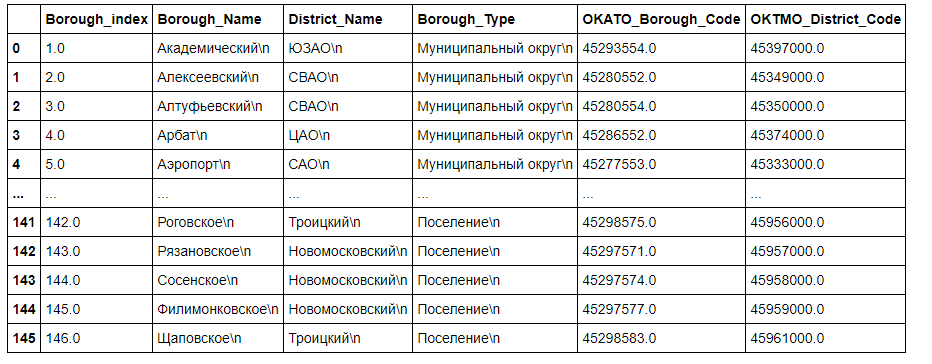 Borough_index Borough_Name District_Name Borough_Type OKATO_Borough_Code OKTMO_District_Code
0 1.0 Академический\n ЮЗАО\n Муниципальный округ\n 45293554.0 45397000.0
1 2.0 Алексеевский\n СВАО\n Муниципальный округ\n 45280552.0 45349000.0
2 3.0 Алтуфьевский\n СВАО\n Муниципальный округ\n 45280554.0 45350000.0
3 4.0 Арбат\n ЦАО\n Муниципальный округ\n 45286552.0 45374000.0
4 5.0 Аэропорт\n САО\n Муниципальный округ\n 45277553.0 45333000.0
... ... ... ... ... ... ...
141 142.0 Роговское\n Троицкий\n Поселение\n 45298575.0 45956000.0
142 143.0 Рязановское\n Новомосковский\n Поселение\n 45297571.0 45957000.0
143 144.0 Сосенское\n Новомосковский\n Поселение\n 45297574.0 45958000.0
144 145.0 Филимонковское\n Новомосковский\n Поселение\n 45297577.0 45959000.0
145 146.0 Щаповское\n Троицкий\n Поселение\n 45298583.0 45961000.0